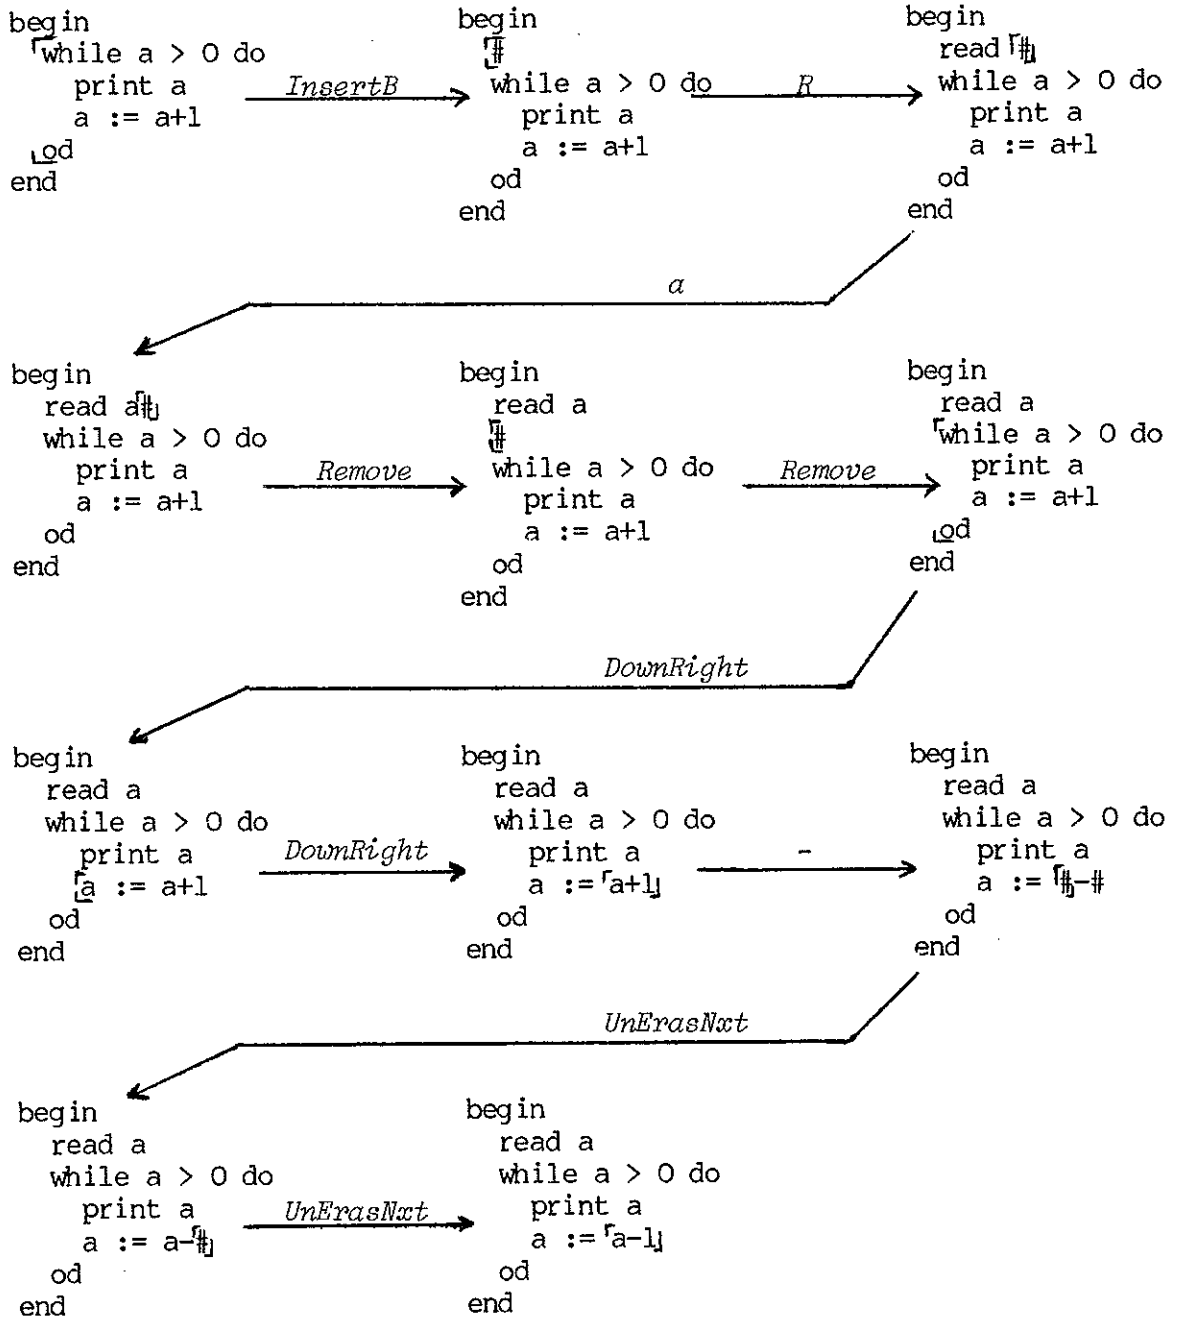 begin
⌜while a > 0 do
print a
a := a+1
⌟od
end
InsertB
begin
⌜#⌟
while a > 0 do
print a
a := a+1
od
end
R
begin
read ⌜#⌟
while a > 0 do
print a
a := a+1
od
end
a
begin
read a⌜#⌟
while a > 0 do
print a
a := a+1
od
end
Remove
begin
read a
⌜#⌟
while a > 0 do
print a
a := a+1
od
end
Remove
begin
read a
⌜while a > 0 do
print a
a := a+1
⌟od
end
DownRight
begin
read a
while a > 0 do
print a
⌜a := a+1
od
end
DownRight
begin
read a
while a > 0 do
print a
a := ⌜a+1⌟
od
end
-
begin
read a
while a > 0 do
print a
a := ⌜#⌟-#
od
end
UnErasNxt
begin
read a
while a > 0 do
print a
a := a-⌜#⌟
od
end
UnErasNxt
begin
read a
while a > 0 do
print a
a := ⌜a-1⌟
od
end